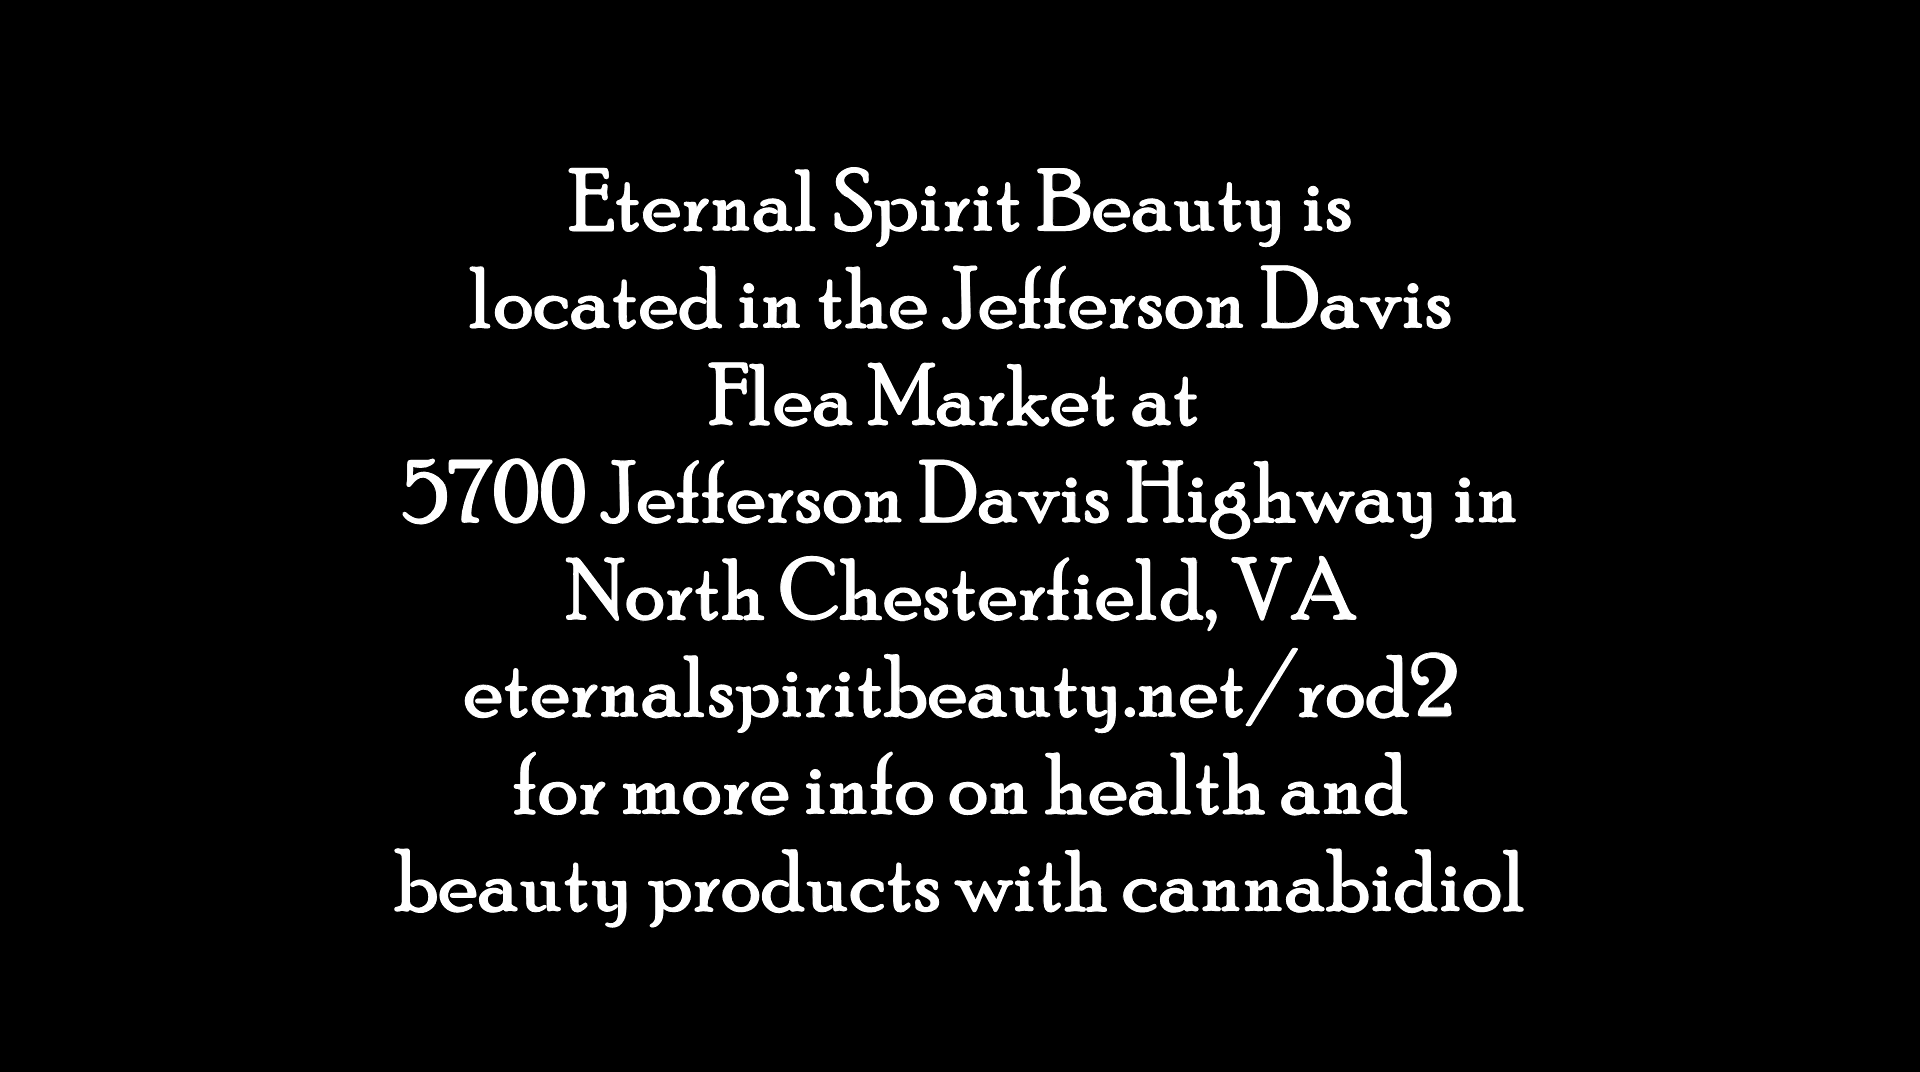 Eternal Spirit Beauty is
located in the Jefferson Davis
Flea Market at
5700 Jefferson Davis Highway in
North Chesterfield, VA
eternalspiritbeauty.net/rod2
for more info on health and
beauty products with cannabidiol